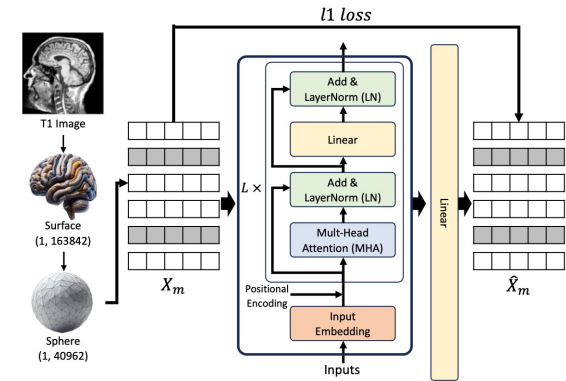 l1 loss
T1 Image
Surface
(1, 163842)
Sphere
(1, 40962)
X_m
L ×
Add &
LayerNorm (LN)
Linear
Add &
LayerNorm (LN)
Mult-Head
Attention (MHA)
Positional
Encoding
Input
Embedding
Inputs
Linear
X̂_m